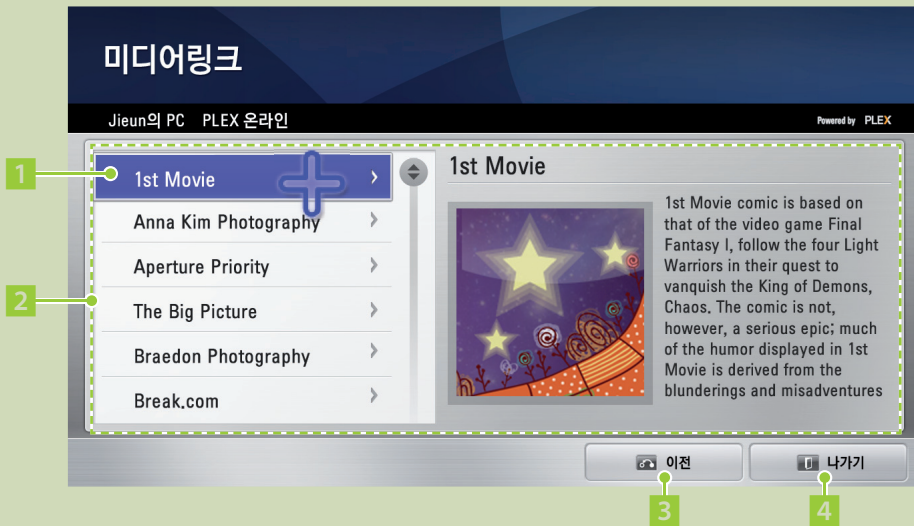 미디어링크
Jieun의 PC PLEX 온라인
Powered by PLEX
1
1st Movie
Anna Kim Photography
Aperture Priority
2
The Big Picture
Braedon Photography
Break.com
1st Movie
1st Movie comic is based on
that of the video game Final
Fantasy I, follow the four Light
Warriors in their quest to
vanquish the King of Demons,
Chaos. The comic is not,
however, a serious epic; much
of the humor displayed in 1st
Movie is derived from the
blunderings and misadventures
이전
나가기
3
4